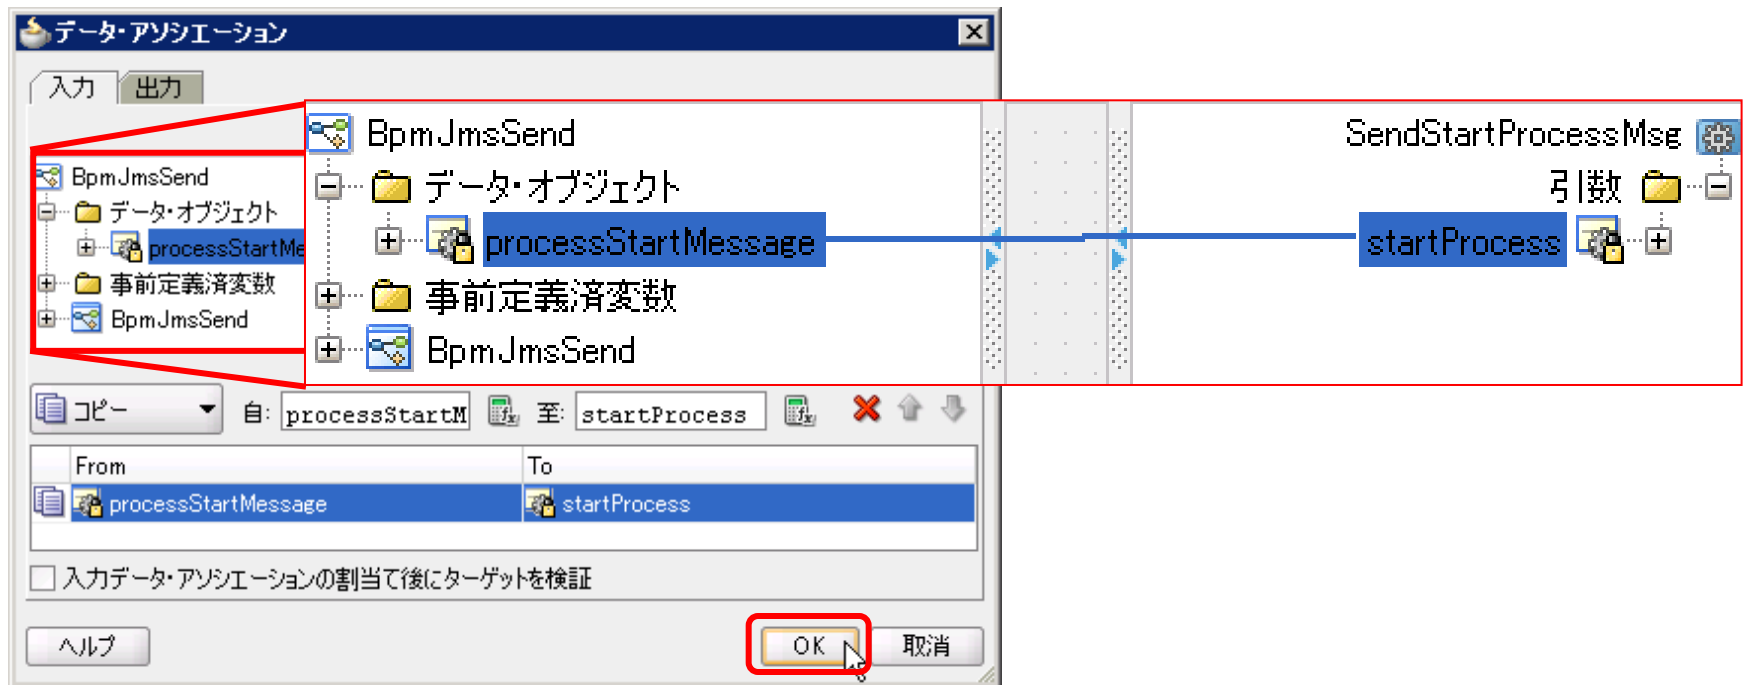 データ・アソシエーション
入力
出力
BpmJmsSend
データ・オブジェクト
processStartMe
事前定義済変数
BpmJmsSend
BpmJmsSend
データ・オブジェクト
processStartMessage
事前定義済変数
BpmJmsSend
SendStartProcessMsg
引数
startProcess
コピー 自: processStartM 至: startProcess
From To
processStartMessage startProcess
入力データ・アソシエーションの割当て後にターゲットを検証
ヘルプ OK 取消